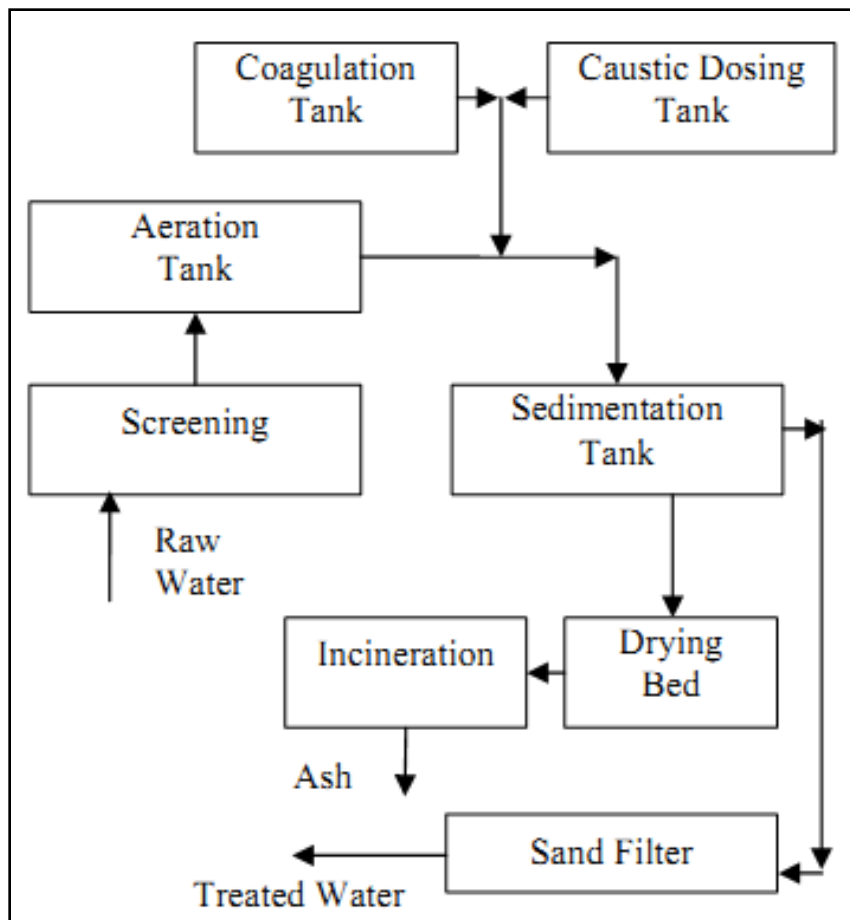 Coagulation
Tank
Caustic Dosing
Tank
Aeration
Tank
Screening
Sedimentation
Tank
Raw
Water
Incineration
Drying
Bed
Ash
Sand Filter
Treated Water